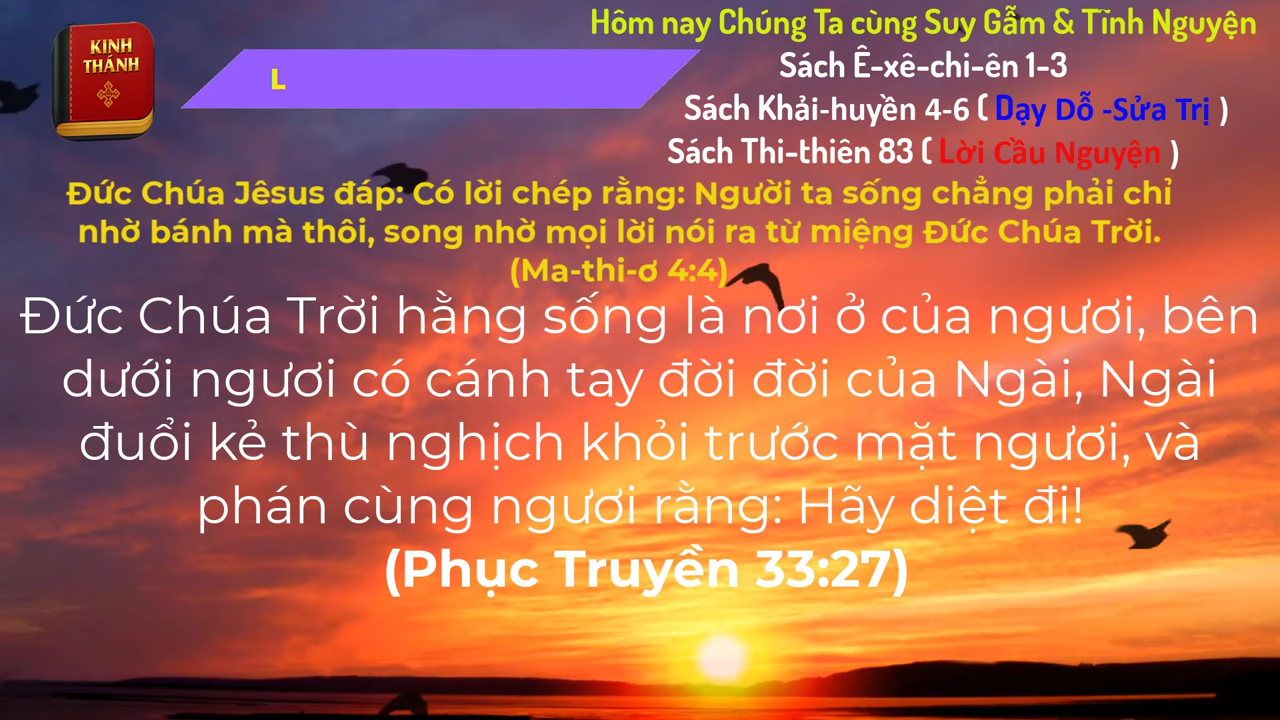 KINH
THÁNH
L
Hôm nay Chúng Ta cùng Suy Gẫm & Tĩnh Nguyện
Sách Ê-xê-chi-ên 1-3
Sách Khải-huyền 4-6 ( Dạy Dỗ -Sửa Trị )
Sách Thi-thiên 83 ( Lời Cầu Nguyện )
Đức Chúa Jêsus đáp: Có lời chép rằng: Người ta sống chẳng phải chỉ
nhờ bánh mà thôi, song nhờ mọi lời nói ra từ miệng Đức Chúa Trời.
(Ma-thi-ơ 4:4)
Đức Chúa Trời hằng sống là nơi ở của ngươi, bên
dưới ngươi có cánh tay đời đời của Ngài, Ngài
đuổi kẻ thù nghịch khỏi trước mặt ngươi, và
phán cùng ngươi rằng: Hãy diệt đi!
(Phục Truyền 33:27)